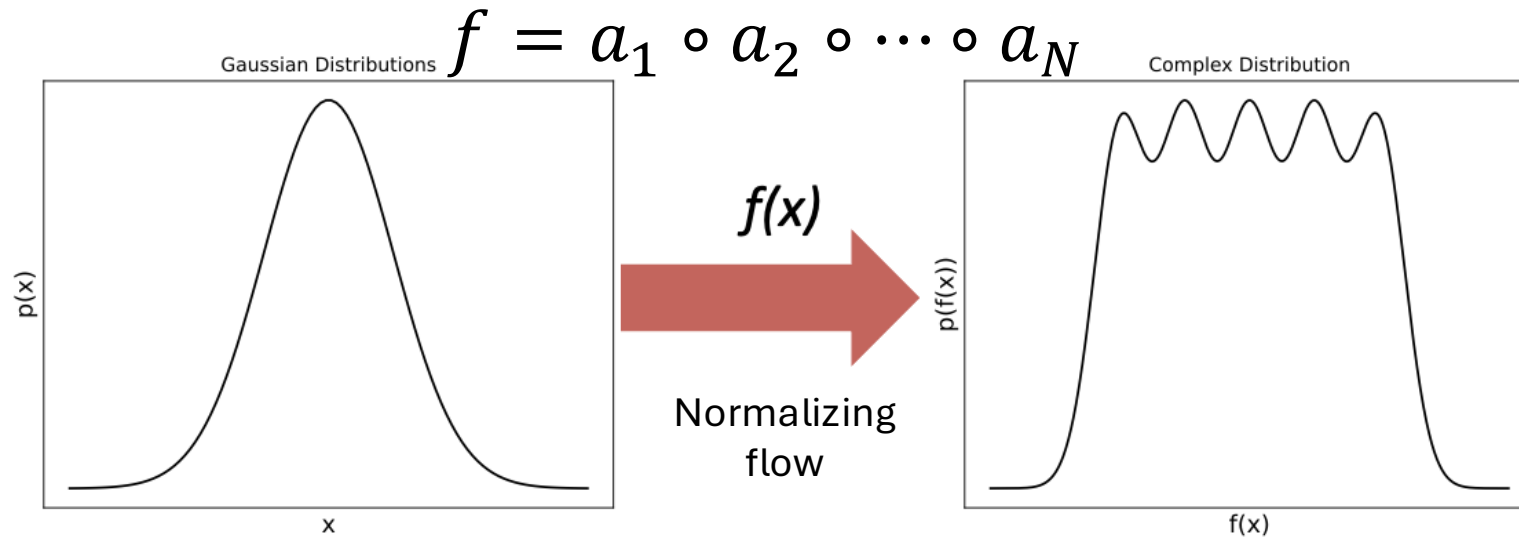 f = a₁ ∘ a₂ ∘ ⋯ ∘ a_N
Gaussian Distributions
Complex Distribution
p(x)
x
f(x)
Normalizing
flow
p(f(x))
f(x)